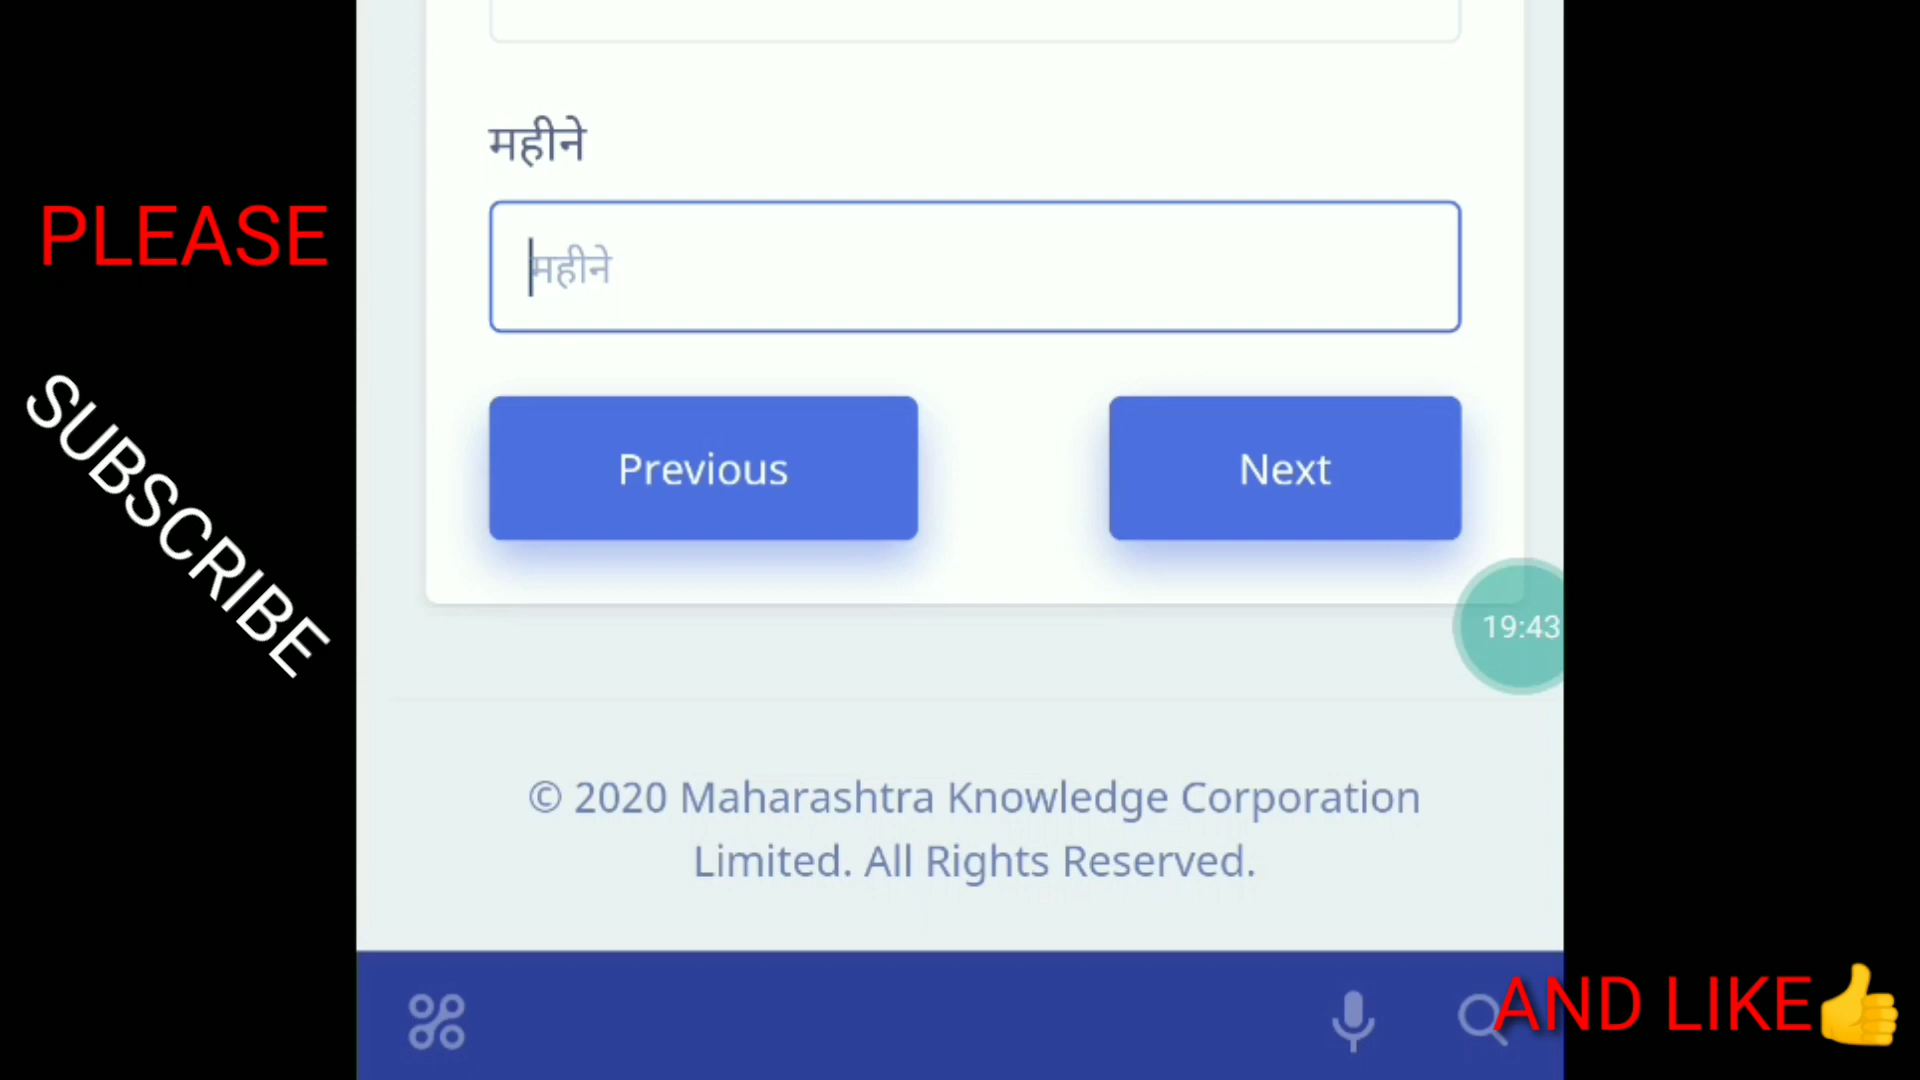 PLEASE
SUBSCRIBE
महीने
महीने
Previous
Next
19:43
© 2020 Maharashtra Knowledge Corporation
Limited. All Rights Reserved.
AND LIKE👍